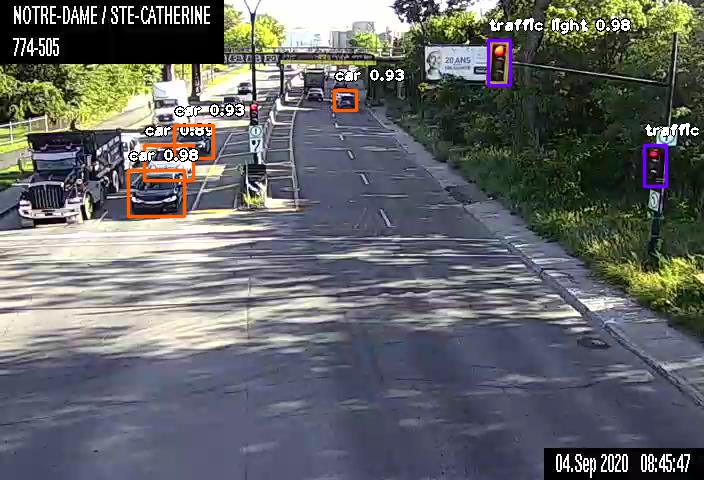 NOTRE-DAME / STE-CATHERINE
774-505
traffic light 0.98
car 0.93
20 ANS
car 0.93
car 0.89
traffic
car 0.98
04.Sep 2020 08:45:47